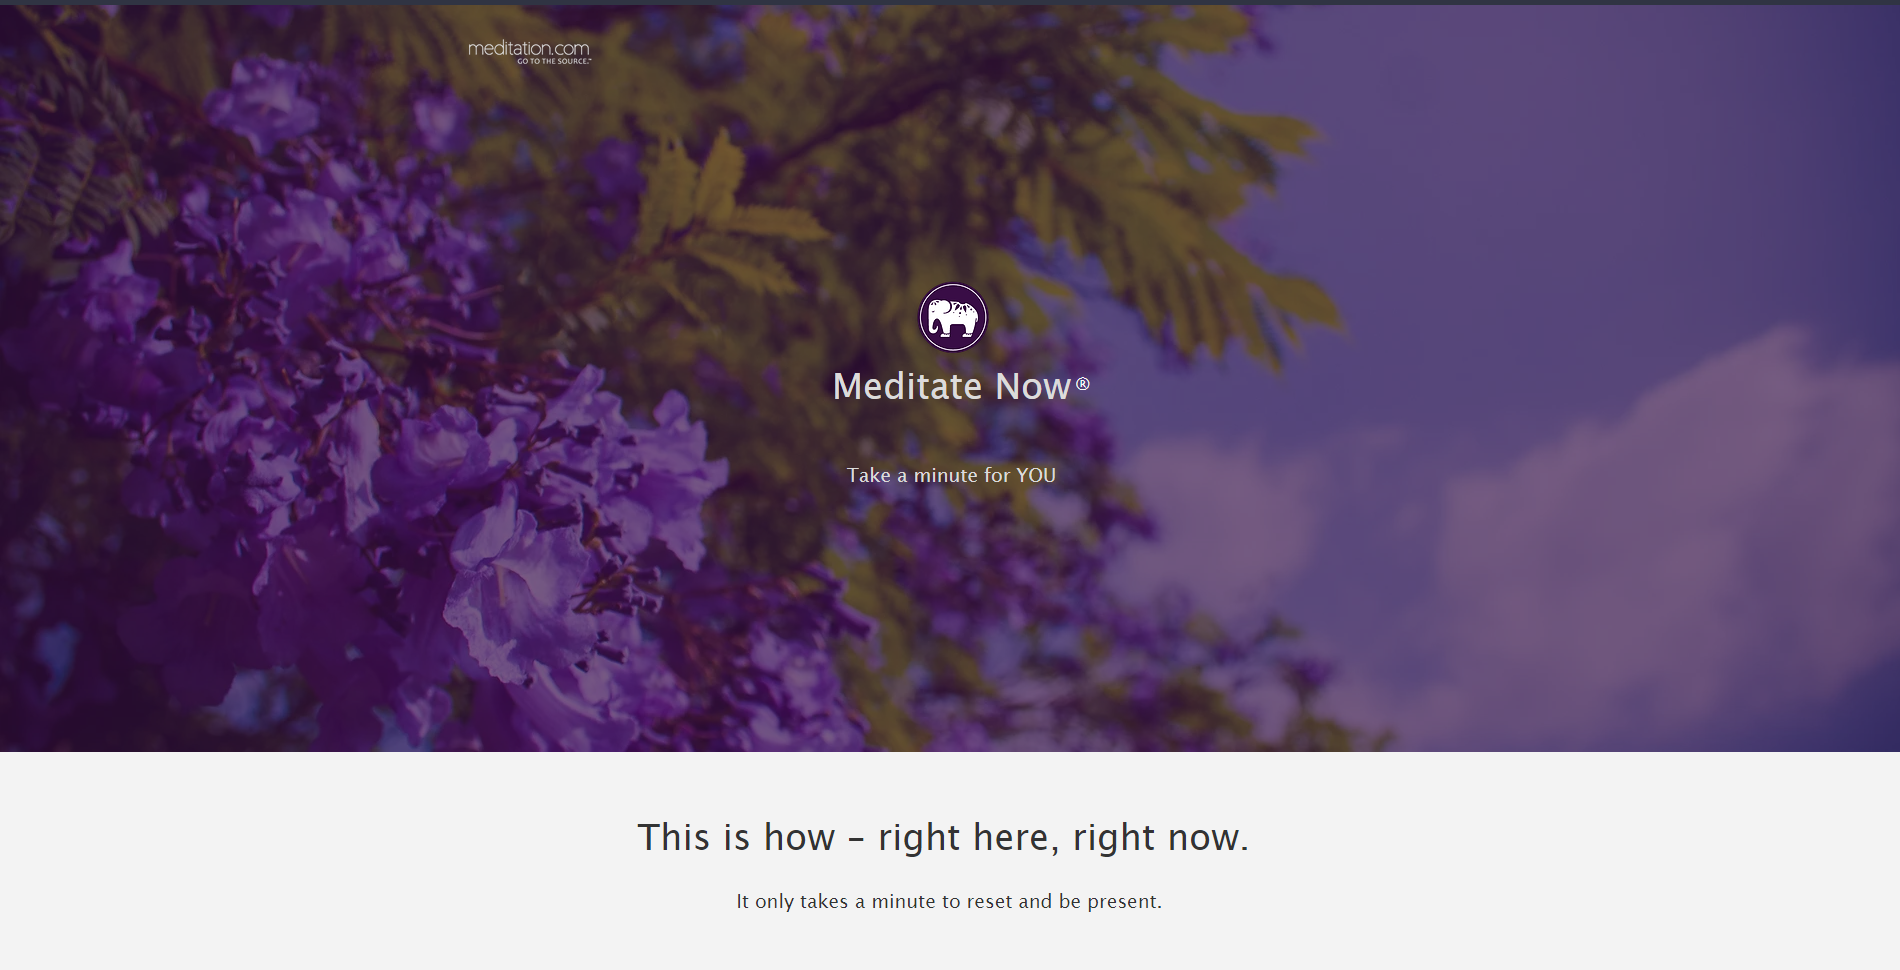 meditation.com
GO TO THE SOURCE.™
Meditate Now®
Take a minute for YOU
This is how – right here, right now.
It only takes a minute to reset and be present.